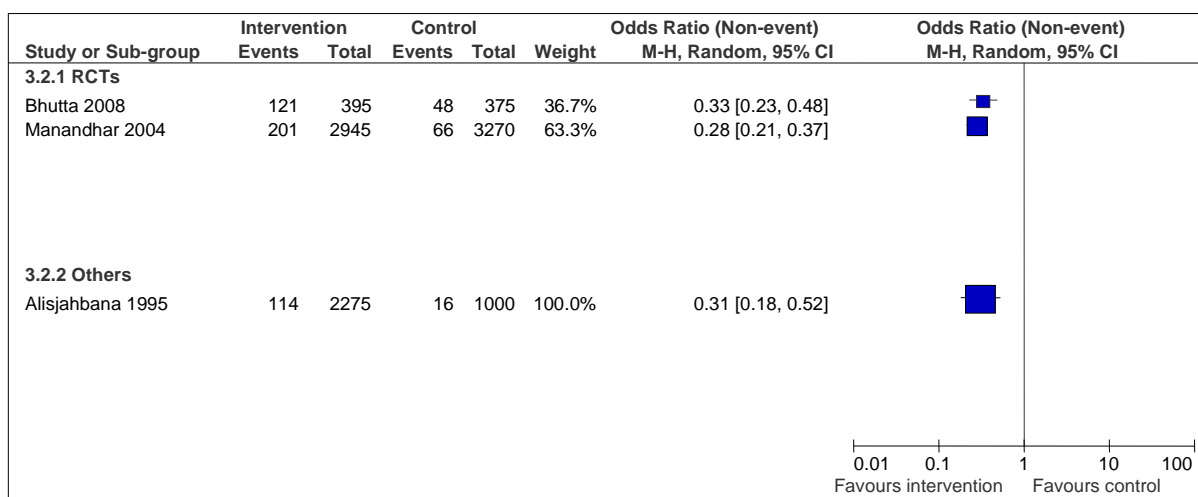 Intervention Control Odds Ratio (Non-event) Odds Ratio (Non-event)
Study or Sub-group Events Total Events Total Weight M-H, Random, 95% CI M-H, Random, 95% CI
3.2.1 RCTs
Bhutta 2008 121 395 48 375 36.7% 0.33 [0.23, 0.48]
Manandhar 2004 201 2945 66 3270 63.3% 0.28 [0.21, 0.37]
3.2.2 Others
Alisjahbana 1995 114 2275 16 1000 100.0% 0.31 [0.18, 0.52]
0.01 0.1 1 10 100
Favours intervention Favours control